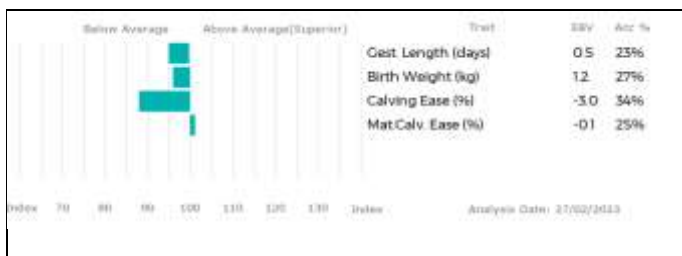 Below Average Above Average(Superior) Trait EBV Acc %
Gest. Length (days) 0.5 23%
Birth Weight (kg) 1.2 27%
Calving Ease (%) -3.0 34%
Mat.Calv. Ease (%) -0.1 25%
Index 70 80 90 100 110 120 130 Index Analysis Date: 27/02/2023